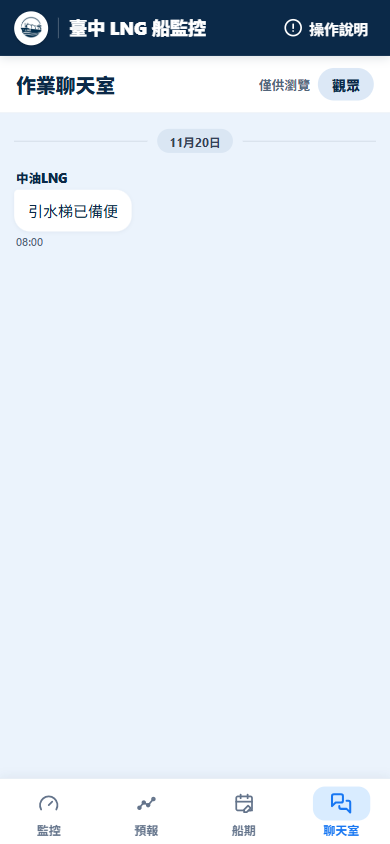 臺中 LNG 船監控
操作說明
作業聊天室
僅供瀏覽
觀眾
11月20日
中油LNG
引水梯已備便
08:00
監控
預報
船期
聊天室